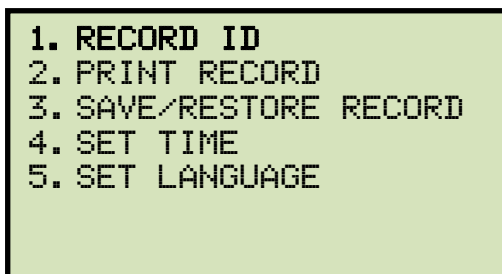 1. RECORD ID
2. PRINT RECORD
3. SAVE/RESTORE RECORD
4. SET TIME
5. SET LANGUAGE